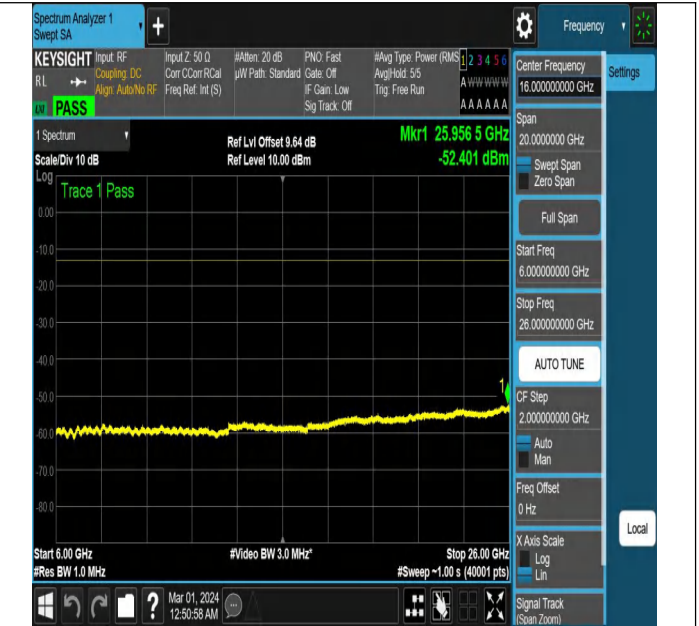 Spectrum Analyzer 1
Swept SA
+
Frequency
KEYSIGHT
RL
PASS
Input: RF
Coupling: DC
Align: Auto/No RF
Input Z: 50 Ω
Corr CCorr RCal
Freq Ref: Int (S)
#Atten: 20 dB
µW Path: Standard
PNO: Fast
Gate: Off
IF Gain: Low
Sig Track: Off
#Avg Type: Power (RMS
Avg|Hold: 5/5
Trig: Free Run
1 2 3 4 5 6
A W W W W W
A A A A A A
Center Frequency
16.000000000 GHz
Settings
Span
20.0000000 GHz
Swept Span
Zero Span
Full Span
Start Freq
6.000000000 GHz
Stop Freq
26.000000000 GHz
AUTO TUNE
CF Step
2.000000000 GHz
Auto
Man
Freq Offset
0 Hz
X Axis Scale
Log
Lin
Local
Signal Track
(Span Zoom)
1 Spectrum
Scale/Div 10 dB
Ref Lvl Offset 9.64 dB
Ref Level 10.00 dBm
Mkr1 25.956 5 GHz
-52.401 dBm
Log
Trace 1 Pass
0.00
-10.0
-20.0
-30.0
-40.0
-50.0
-60.0
-70.0
-80.0
1
Start 6.00 GHz
#Res BW 1.0 MHz
#Video BW 3.0 MHz*
Stop 26.00 GHz
#Sweep ~1.00 s (40001 pts)
?
Mar 01, 2024
12:50:58 AM